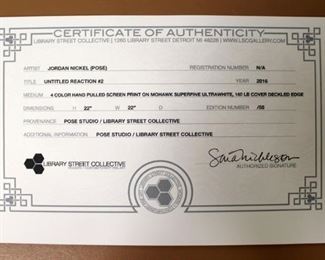 CERTIFICATE OF AUTHENTICITY
LIBRARY STREET COLLECTIVE | 1260 LIBRARY STREET DETROIT MI 48226 | WWW.LSCGALLERY.COM
ARTIST JORDAN NICKEL (POSE) REGISTRATION NUMBER N/A
TITLE UNTITLED REACTION #2 YEAR 2016
MEDIUM 4 COLOR HAND PULLED SCREEN PRINT ON MOHAWK SUPERFINE ULTRAWHITE, 160 LB COVER DECKLED EDGE
DIMENSIONS H 22" W 22" D EDITION NUMBER /50
PROVENANCE POSE STUDIO / LIBRARY STREET COLLECTIVE
ADDITIONAL INFORMATION POSE STUDIO / LIBRARY STREET COLLECTIVE
LIBRARY STREET COLLECTIVE
AUTHORIZED SIGNATURE